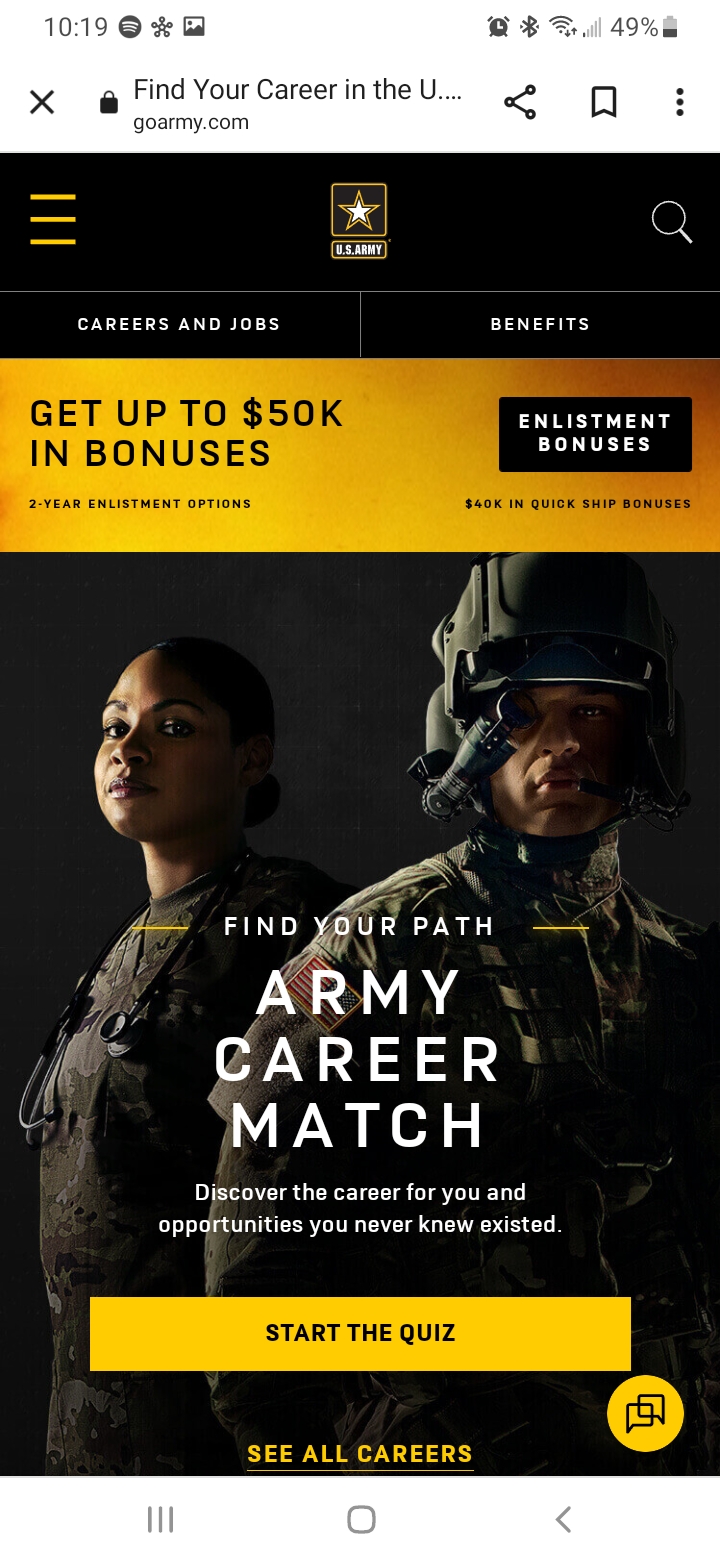 10:19
49%
Find Your Career in the U....
goarmy.com
U.S.ARMY
CAREERS AND JOBS
BENEFITS
GET UP TO $50K
IN BONUSES
ENLISTMENT
BONUSES
2-YEAR ENLISTMENT OPTIONS
$40K IN QUICK SHIP BONUSES
FIND YOUR PATH
ARMY
CAREER
MATCH
Discover the career for you and
opportunities you never knew existed.
START THE QUIZ
SEE ALL CAREERS